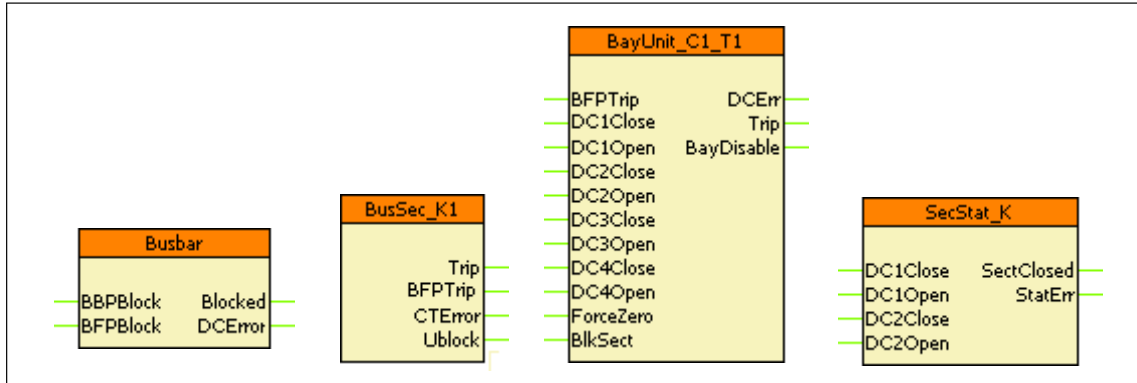 Busbar
BBPBlock Blocked
BFPBlock DCError
BusSec_K1
Trip
BFPTrip
CTError
Ublock
BayUnit_C1_T1
BFPTrip DCErr
DC1Close Trip
DC1Open BayDisable
DC2Close
DC2Open
DC3Close
DC3Open
DC4Close
DC4Open
ForceZero
BlkSect
SecStat_K
DC1Close SectClosed
DC1Open StatErr
DC2Close
DC2Open